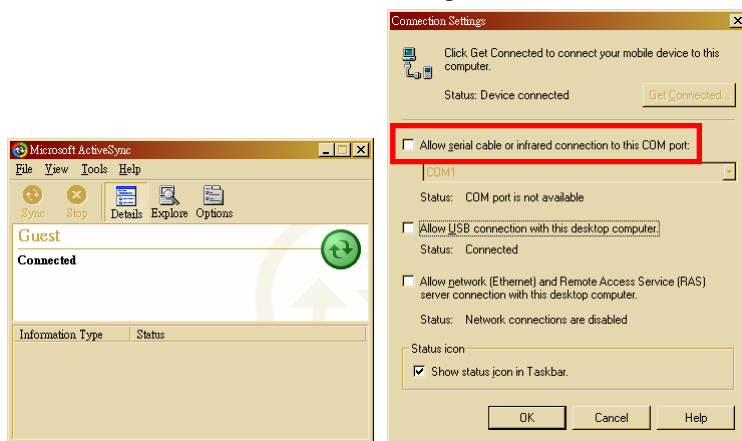 Microsoft ActiveSync
File View Tools Help
Sync Stop Details Explore Options
Guest
Connected
Information Type Status
Connection Settings
Click Get Connected to connect your mobile device to this
computer.
Status: Device connected
Get Connected...
Allow serial cable or infrared connection to this COM port:
COM1
Status: COM port is not available
Allow USB connection with this desktop computer.
Status: Connected
Allow network (Ethernet) and Remote Access Service (RAS)
server connection with this desktop computer.
Status: Network connections are disabled
Status icon
Show status icon in Taskbar.
OK Cancel Help